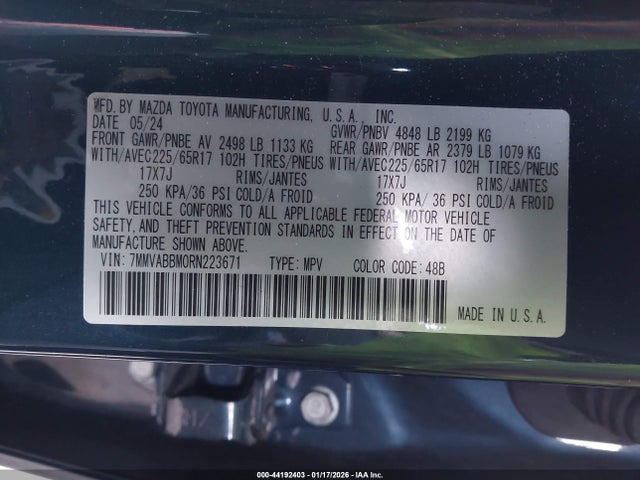 MFD. BY MAZDA TOYOTA MANUFACTURING, U.S.A., INC.
DATE 05/24 GVWR/PNBV 4848 LB 2199 KG
FRONT GAWR/PNBE AV 2498 LB 1133 KG REAR GAWR/PNBE AR 2379 LB 1079 KG
WITH/AVEC225/65R17 102H TIRES/PNEUS WITH/AVEC225/65R17 102H TIRES/PNEUS
17X7J RIMS/JANTES 17X7J RIMS/JANTES
250 KPA/36 PSI COLD/A FROID 250 KPA/36 PSI COLD/A FROID
THIS VEHICLE CONFORMS TO ALL APPLICABLE FEDERAL MOTOR VEHICLE
SAFETY, AND THEFT PREVENTION STANDARDS IN EFFECT ON THE DATE OF
MANUFACTURE SHOWN ABOVE.
VIN: 7MMVABBM0RN223671 TYPE: MPV COLOR CODE: 48B
MADE IN U.S.A.
000-44192403 - 01/17/2026 - IAAI.COM